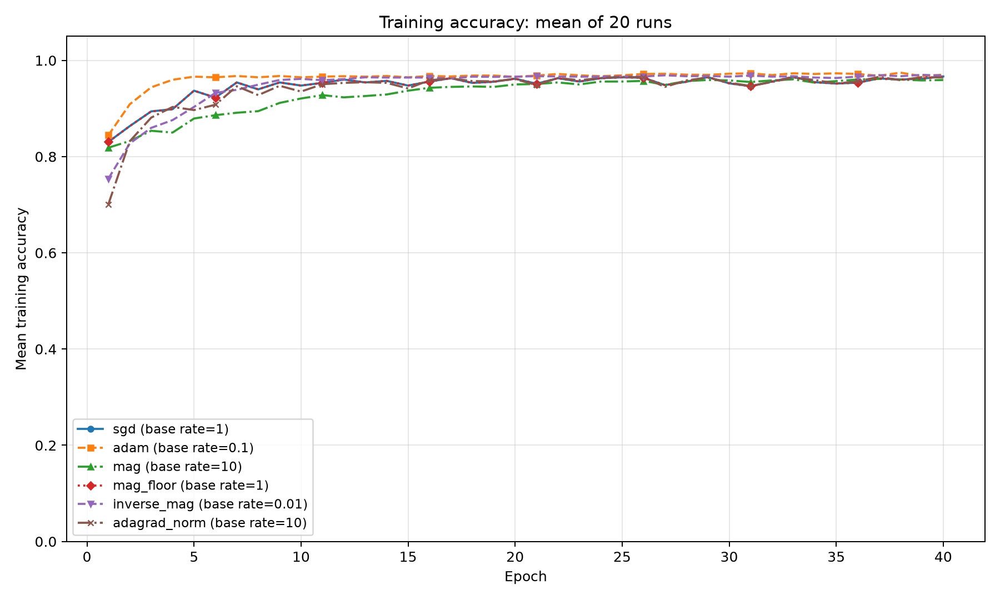 Training accuracy: mean of 20 runs
1.0
0.8
0.6
0.4
0.2
0.0
Mean training accuracy
sgd (base rate=1)
adam (base rate=0.1)
mag (base rate=10)
mag_floor (base rate=1)
inverse_mag (base rate=0.01)
adagrad_norm (base rate=10)
0 5 10 15 20 25 30 35 40
Epoch